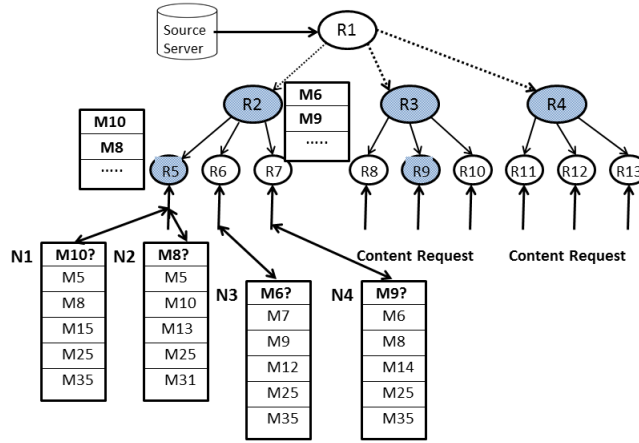 Source
Server
R1
R2
R3
R4
M6
M9
.....
M10
M8
.....
R5
R6
R7
R8
R9
R10
R11
R12
R13
Content Request
Content Request
N1
M10?
M5
M8
M15
M25
M35
N2
M8?
M5
M10
M13
M25
M31
N3
M6?
M7
M9
M12
M25
M35
N4
M9?
M6
M8
M14
M25
M35